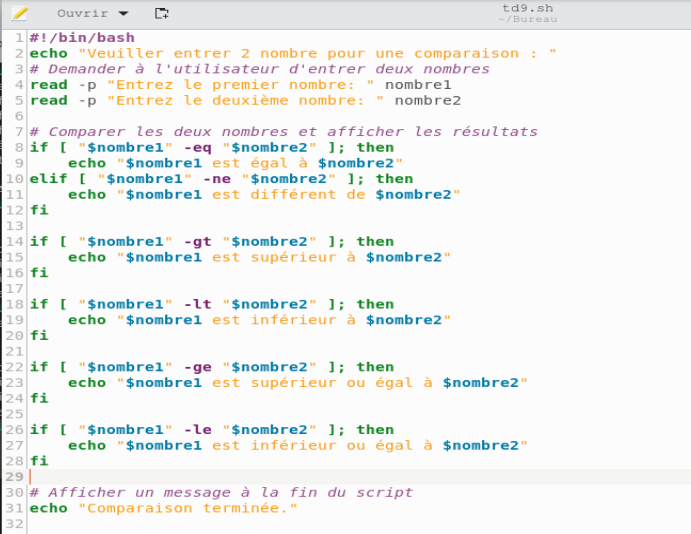 Ouvrir
td9.sh
~/Bureau
1 #!/bin/bash
2 echo "Veuiller entrer 2 nombre pour une comparaison : "
3 # Demander à l'utilisateur d'entrer deux nombres
4 read -p "Entrez le premier nombre: " nombre1
5 read -p "Entrez le deuxième nombre: " nombre2
6
7 # Comparer les deux nombres et afficher les résultats
8 if [ "$nombre1" -eq "$nombre2" ]; then
9     echo "$nombre1 est égal à $nombre2"
10 elif [ "$nombre1" -ne "$nombre2" ]; then
11     echo "$nombre1 est différent de $nombre2"
12 fi
13
14 if [ "$nombre1" -gt "$nombre2" ]; then
15     echo "$nombre1 est supérieur à $nombre2"
16 fi
17
18 if [ "$nombre1" -lt "$nombre2" ]; then
19     echo "$nombre1 est inférieur à $nombre2"
20 fi
21
22 if [ "$nombre1" -ge "$nombre2" ]; then
23     echo "$nombre1 est supérieur ou égal à $nombre2"
24 fi
25
26 if [ "$nombre1" -le "$nombre2" ]; then
27     echo "$nombre1 est inférieur ou égal à $nombre2"
28 fi
29
30 # Afficher un message à la fin du script
31 echo "Comparaison terminée."
32